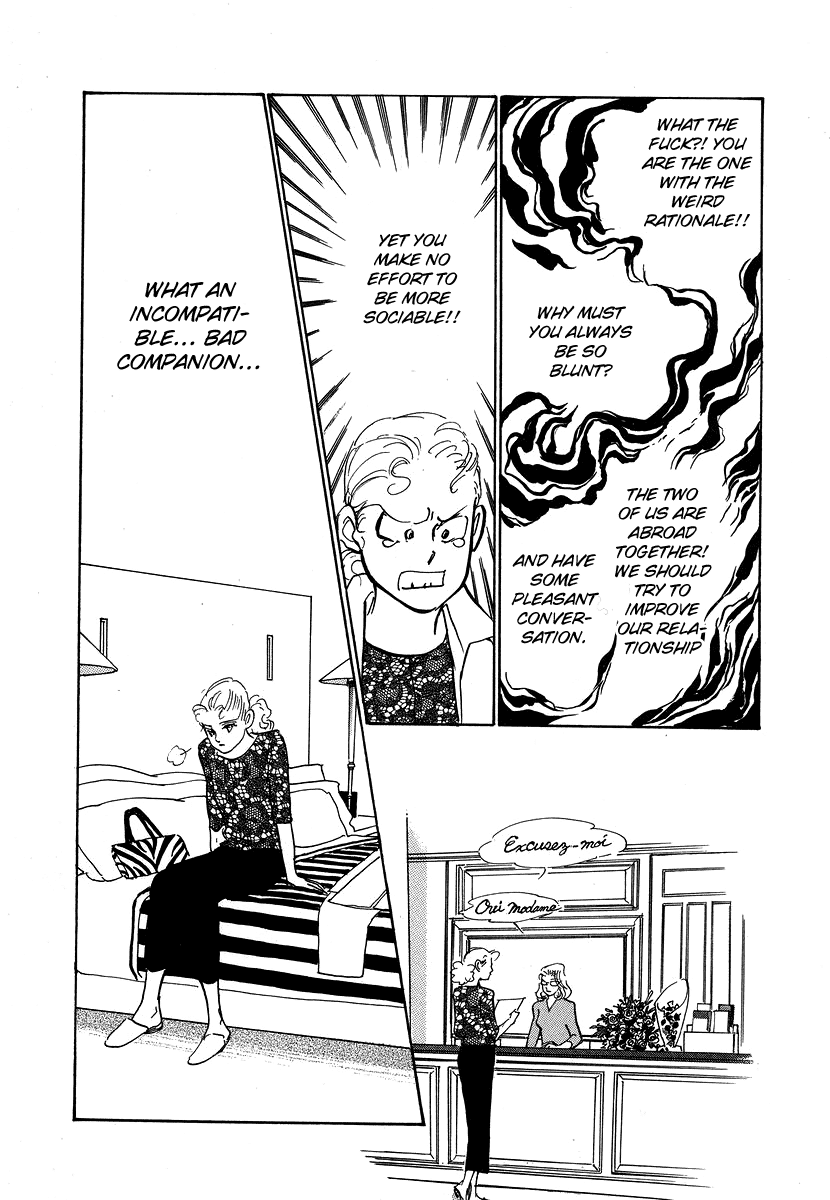 WHAT THE
FUCK?! YOU
ARE THE ONE
WITH THE
WEIRD
RATIONALE!!
WHY MUST
YOU ALWAYS
BE SO
BLUNT?
THE TWO
OF US ARE
ABROAD
TOGETHER!
WE SHOULD
TRY TO
IMPROVE
OUR RELA-
TIONSHIP
AND HAVE
SOME
PLEASANT
CONVER-
SATION.
YET YOU
MAKE NO
EFFORT TO
BE MORE
SOCIABLE!!
WHAT AN
INCOMPATI-
BLE... BAD
COMPANION...
Excusez-moi
Oui Madame